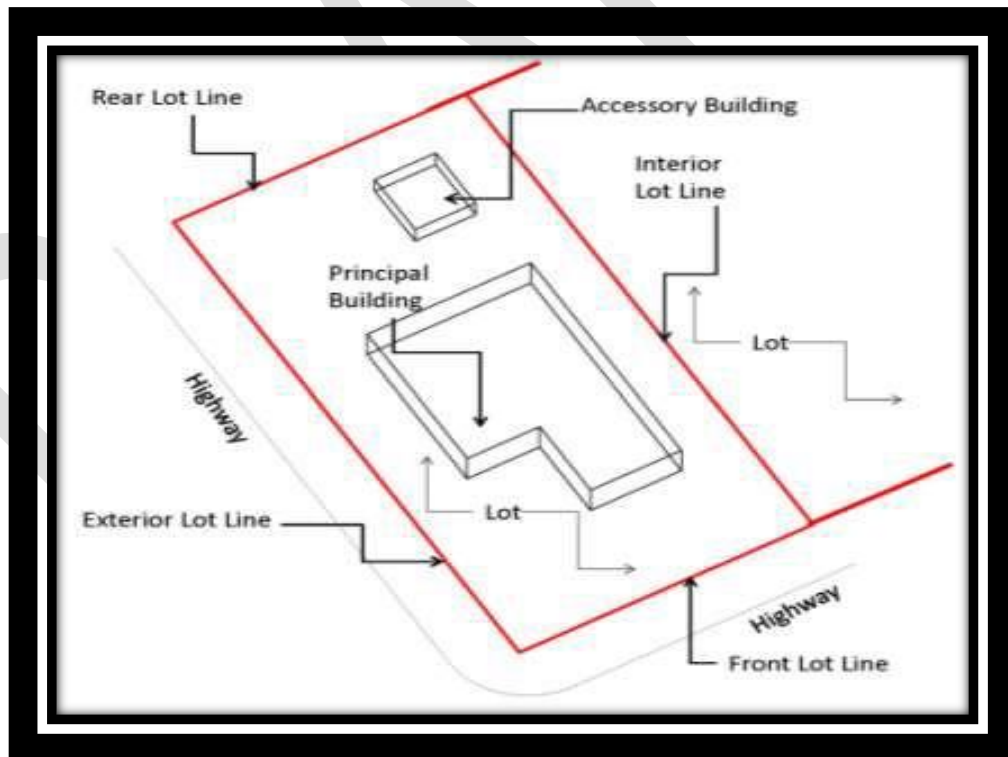 Rear Lot Line
Accessory Building
Interior
Lot Line
Principal
Building
Lot
Highway
Lot
Exterior Lot Line
Highway
Front Lot Line